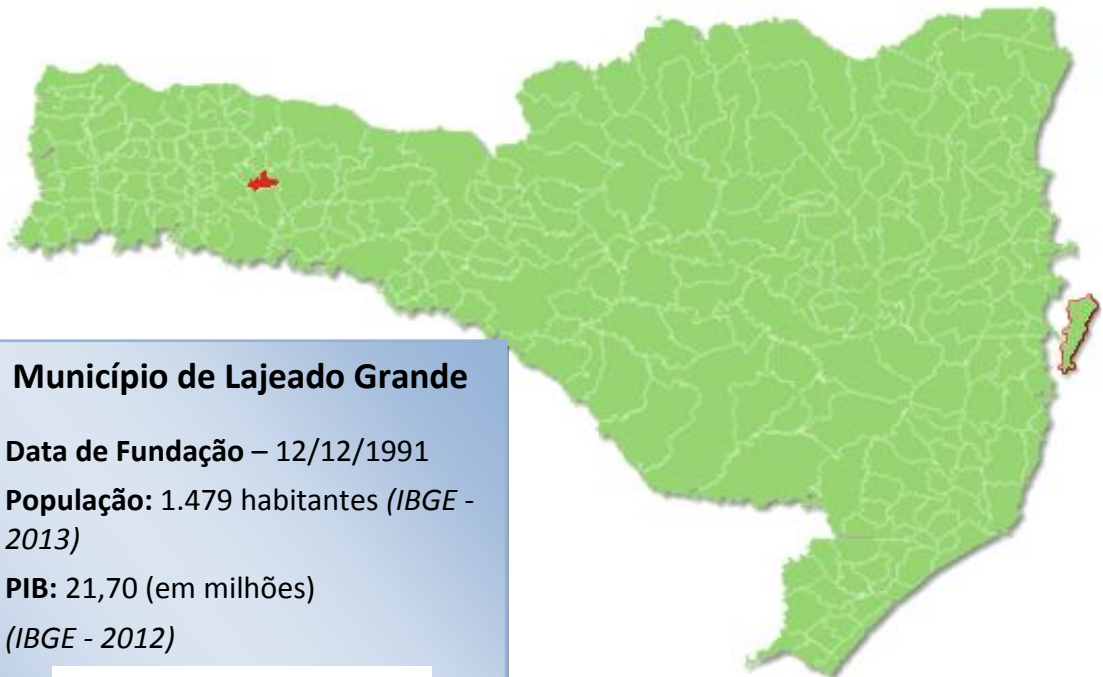 Município de Lajeado Grande
Data de Fundação – 12/12/1991
População: 1.479 habitantes (IBGE -
2013)
PIB: 21,70 (em milhões)
(IBGE - 2012)